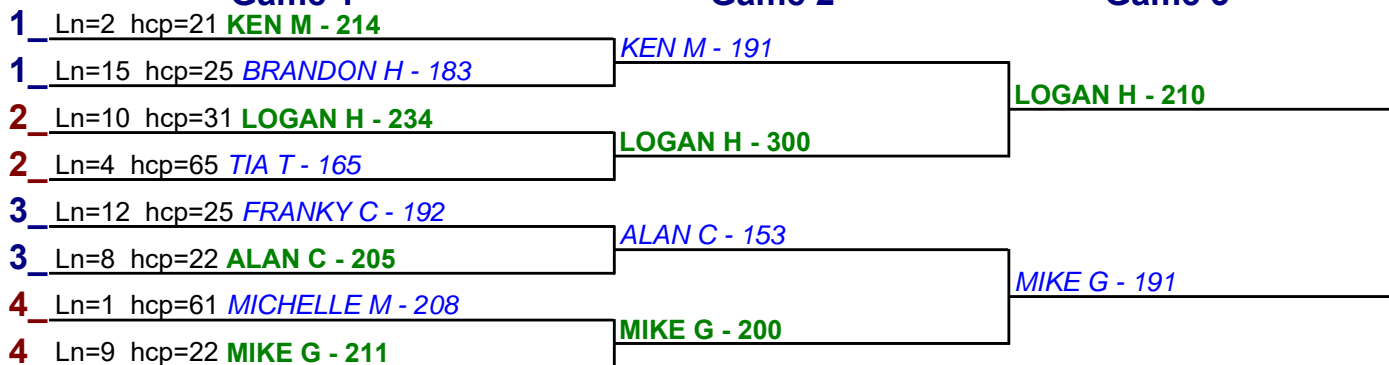 Game 2
1_ Ln=2 hcp=21 KEN M - 214
KEN M - 191
1_ Ln=15 hcp=25 BRANDON H - 183
LOGAN H - 210
2_ Ln=10 hcp=31 LOGAN H - 234
LOGAN H - 300
2_ Ln=4 hcp=65 TIA T - 165
3_ Ln=12 hcp=25 FRANKY C - 192
ALAN C - 153
3_ Ln=8 hcp=22 ALAN C - 205
MIKE G - 191
4_ Ln=1 hcp=61 MICHELLE M - 208
MIKE G - 200
4 Ln=9 hcp=22 MIKE G - 211